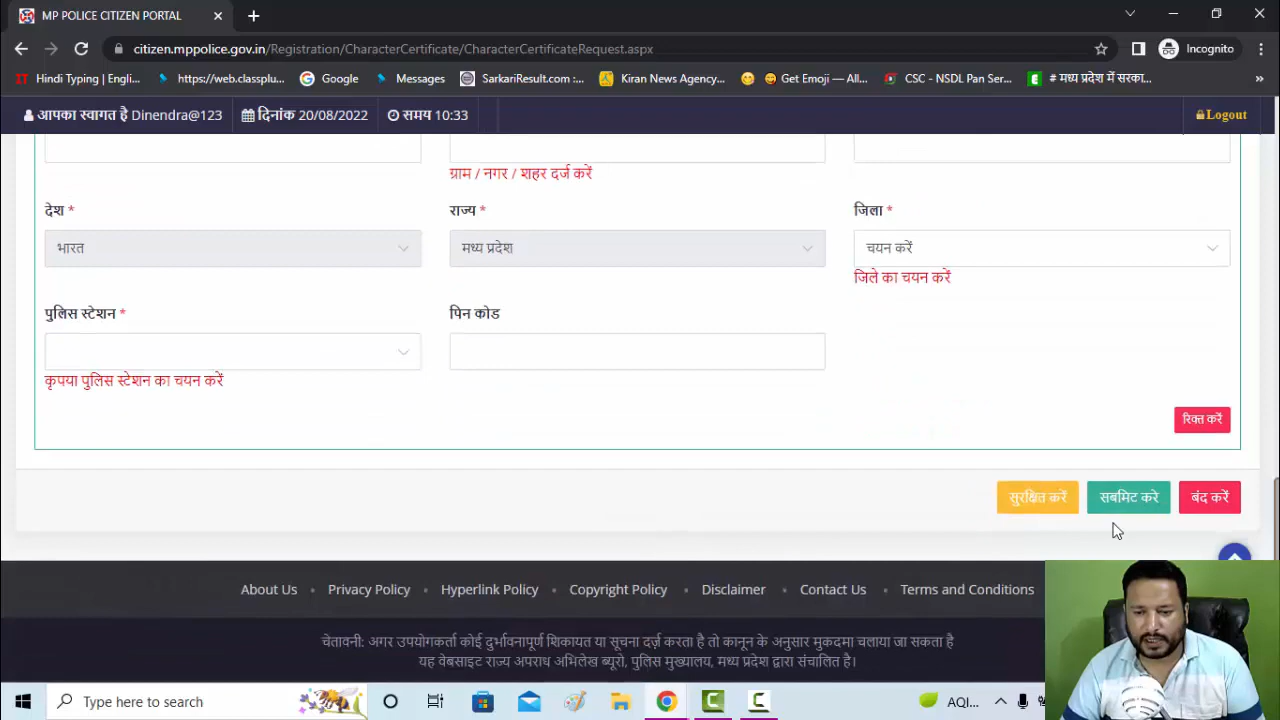 MP POLICE CITIZEN PORTAL
citizen.mppolice.gov.in/Registration/CharacterCertificate/CharacterCertificateRequest.aspx
Incognito
Hindi Typing | Engl...
https://web.classplu...
Google
Messages
SarkariResult.com :...
Kiran News Agency...
Get Emoji — All...
CSC - NSDL Pan Ser...
# मध्य प्रदेश में सरका...
आपका स्वागत है Dinendra@123
दिनांक 20/08/2022
समय 10:33
Logout
ग्राम / नगर / शहर दर्ज करें
देश *
राज्य *
जिला *
भारत
मध्य प्रदेश
चयन करें
जिले का चयन करें
पुलिस स्टेशन *
पिन कोड
कृपया पुलिस स्टेशन का चयन करें
रिक्त करें
सुरक्षित करें
सबमिट करे
बंद करें
About Us
Privacy Policy
Hyperlink Policy
Copyright Policy
Disclaimer
Contact Us
Terms and Conditions
चेतावनी: अगर उपयोगकर्ता कोई दुर्भावनापूर्ण शिकायत या सूचना दर्ज़ करता है तो कानून के अनुसार मुकदमा चलाया जा सकता है
यह वेबसाइट राज्य अपराध अभिलेख ब्यूरो, पुलिस मुख्यालय, मध्य प्रदेश द्वारा संचालित है।
Type here to search
AQI...